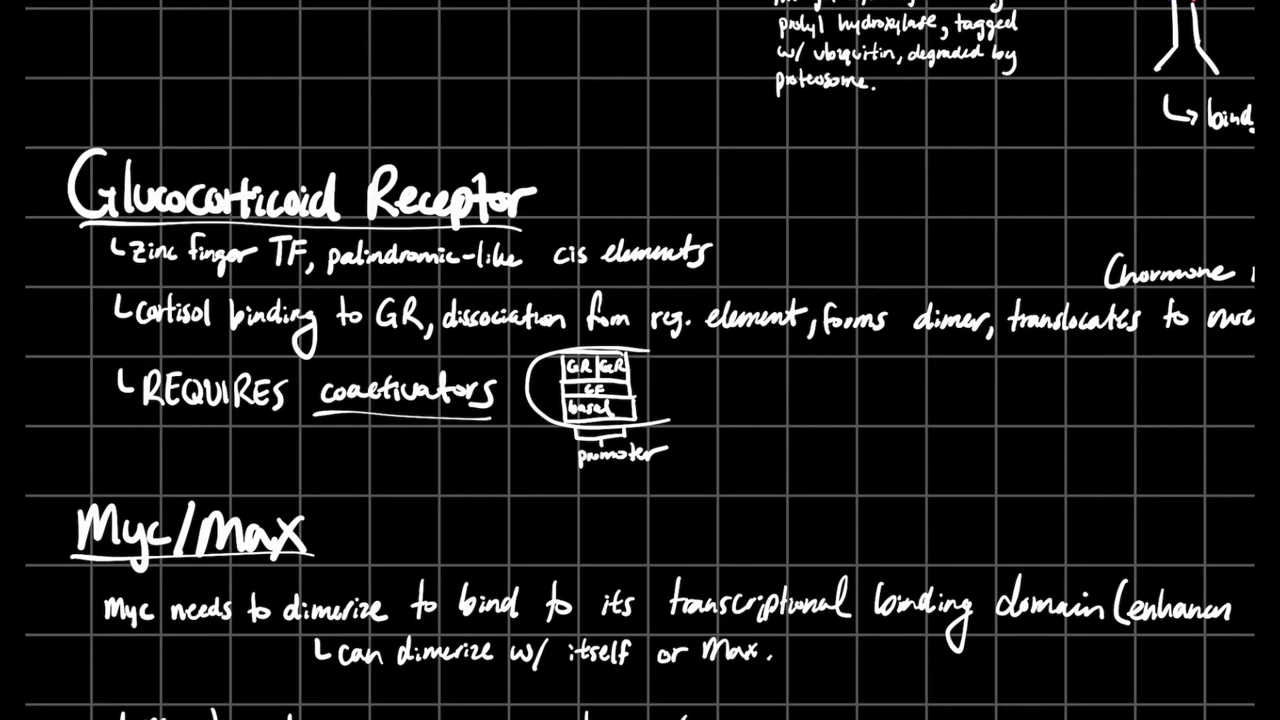 prolyl hydroxylase, tagged
w/ ubiquitin, degraded by
proteosome.
↳ bind
Glucocorticoid Receptor
zinc finger TF, palindromic-like cis elements
(hormone
cortisol binding to GR, dissociation from reg. element, forms dimer, translocates to nuc
REQUIRES coactivators
GR GR
basal
promoter
Myc/Max
Myc needs to dimerize to bind to its transcriptional binding domain (enhancer
can dimerize w/ itself or Max.